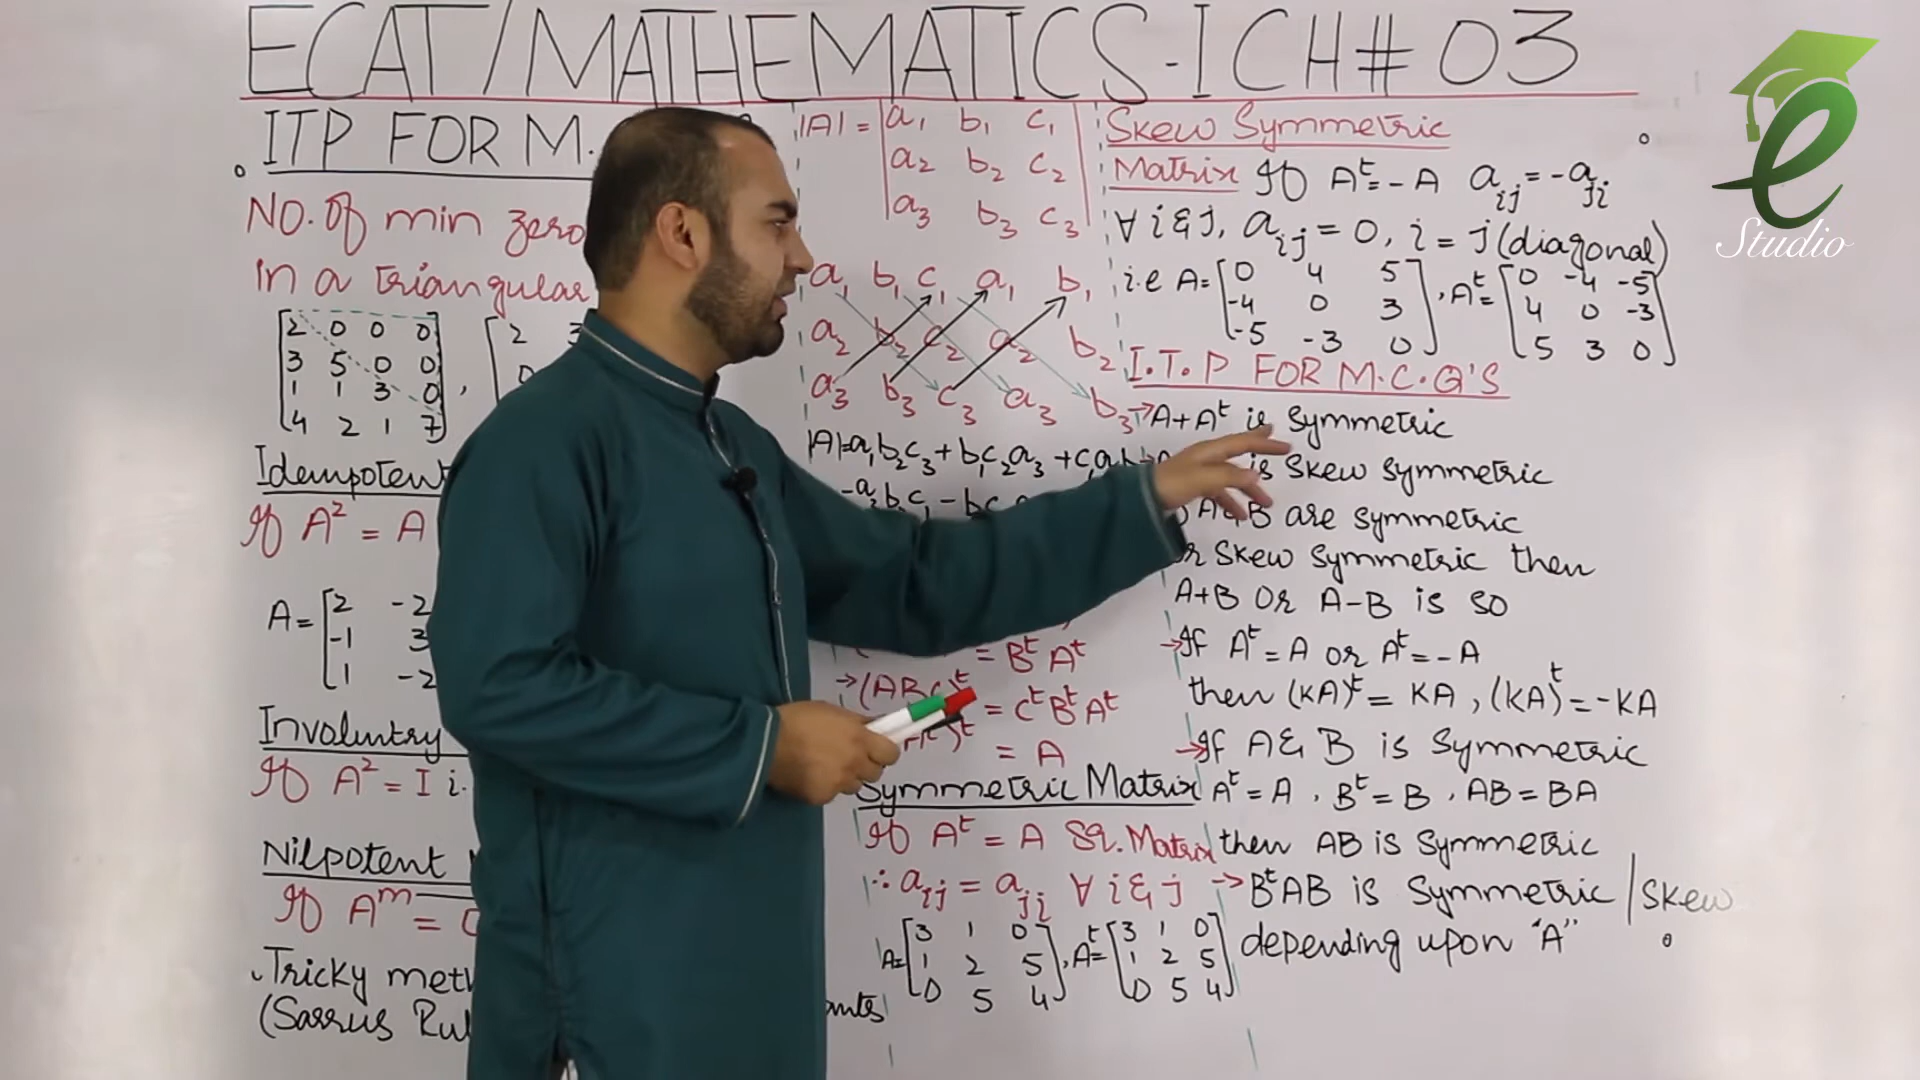 ECAT/MATHEMATICS-I CH#03
ITP FOR M.
NO. Of min zero
in a triangular
2 0 0 0
3 5 0 0
1 1 3 0
4 2 1 7
, 2
Idempotent
If A² = A
A = 2 -2
-1 3
1 -2
Involuntry
If A² = I i.
Nilpotent
If Aᵐ =
Tricky
(Sarrus
|A| = a₁ b₁ c₁
a₂ b₂ c₂
a₃ b₃ c₃
a₁ b₁ c₁ a₁ b₁
a₂ b₂ c₂ a₂ b₂
a₃ b₃ c₃ a₃ b₃
|A|=a₁b₂c₃+b₁c₂a₃+c₁a₂
= BᵗAᵗ
→(ABC)ᵗ = CᵗBᵗAᵗ
)ᵗ = A
Symmetric Matrix
If Aᵗ = A Sq. Matrix
∴ aᵢⱼ = aⱼᵢ ∀ i & j
A= 3 1 0
1 2 5
0 5 4
, Aᵗ= 3 1 0
1 2 5
0 5 4
Skew Symmetric
Matrix If Aᵗ = -A aᵢⱼ = -aⱼᵢ
∀ i & j, aᵢⱼ = 0, i = j (diagonal)
i.e A= 0 4 5
-4 0 3
-5 -3 0
, Aᵗ= 0 -4 -5
4 0 -3
5 3 0
I.T.P FOR M.C.Q'S
→A+Aᵗ is Symmetric
is Skew symmetric
A & B are symmetric
or Skew Symmetric then
A+B OR A-B is so
→If Aᵗ = A OR Aᵗ = -A
then (KA)ᵗ = KA, (KA)ᵗ = -KA
→If A & B is Symmetric
Aᵗ = A, Bᵗ = B, AB = BA
then AB is Symmetric
→BᵗAB is Symmetric / Skew
depending upon "A"
e
Studio